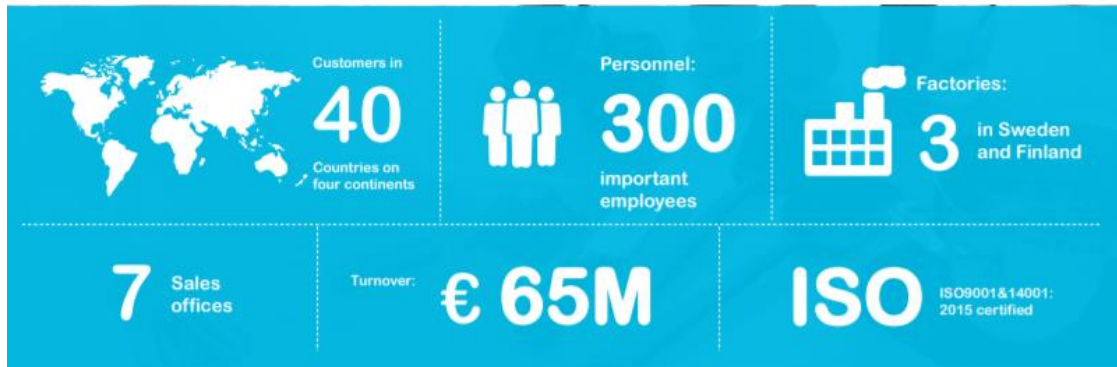 Customers in
40
Countries on
four continents
Personnel:
300
important
employees
Factories:
3
in Sweden
and Finland
7
Sales
offices
Turnover:
€ 65M
ISO
ISO9001&14001:
2015 certified